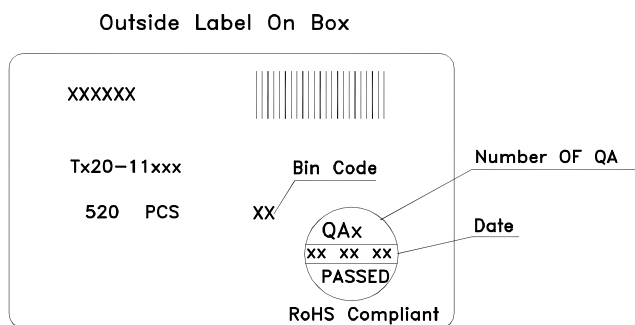 Outside Label On Box
XXXXXX
Tx20-11xxx
Bin Code
Number OF QA
520 PCS
XX
QAx
Date
XX XX XX
PASSED
RoHS Compliant